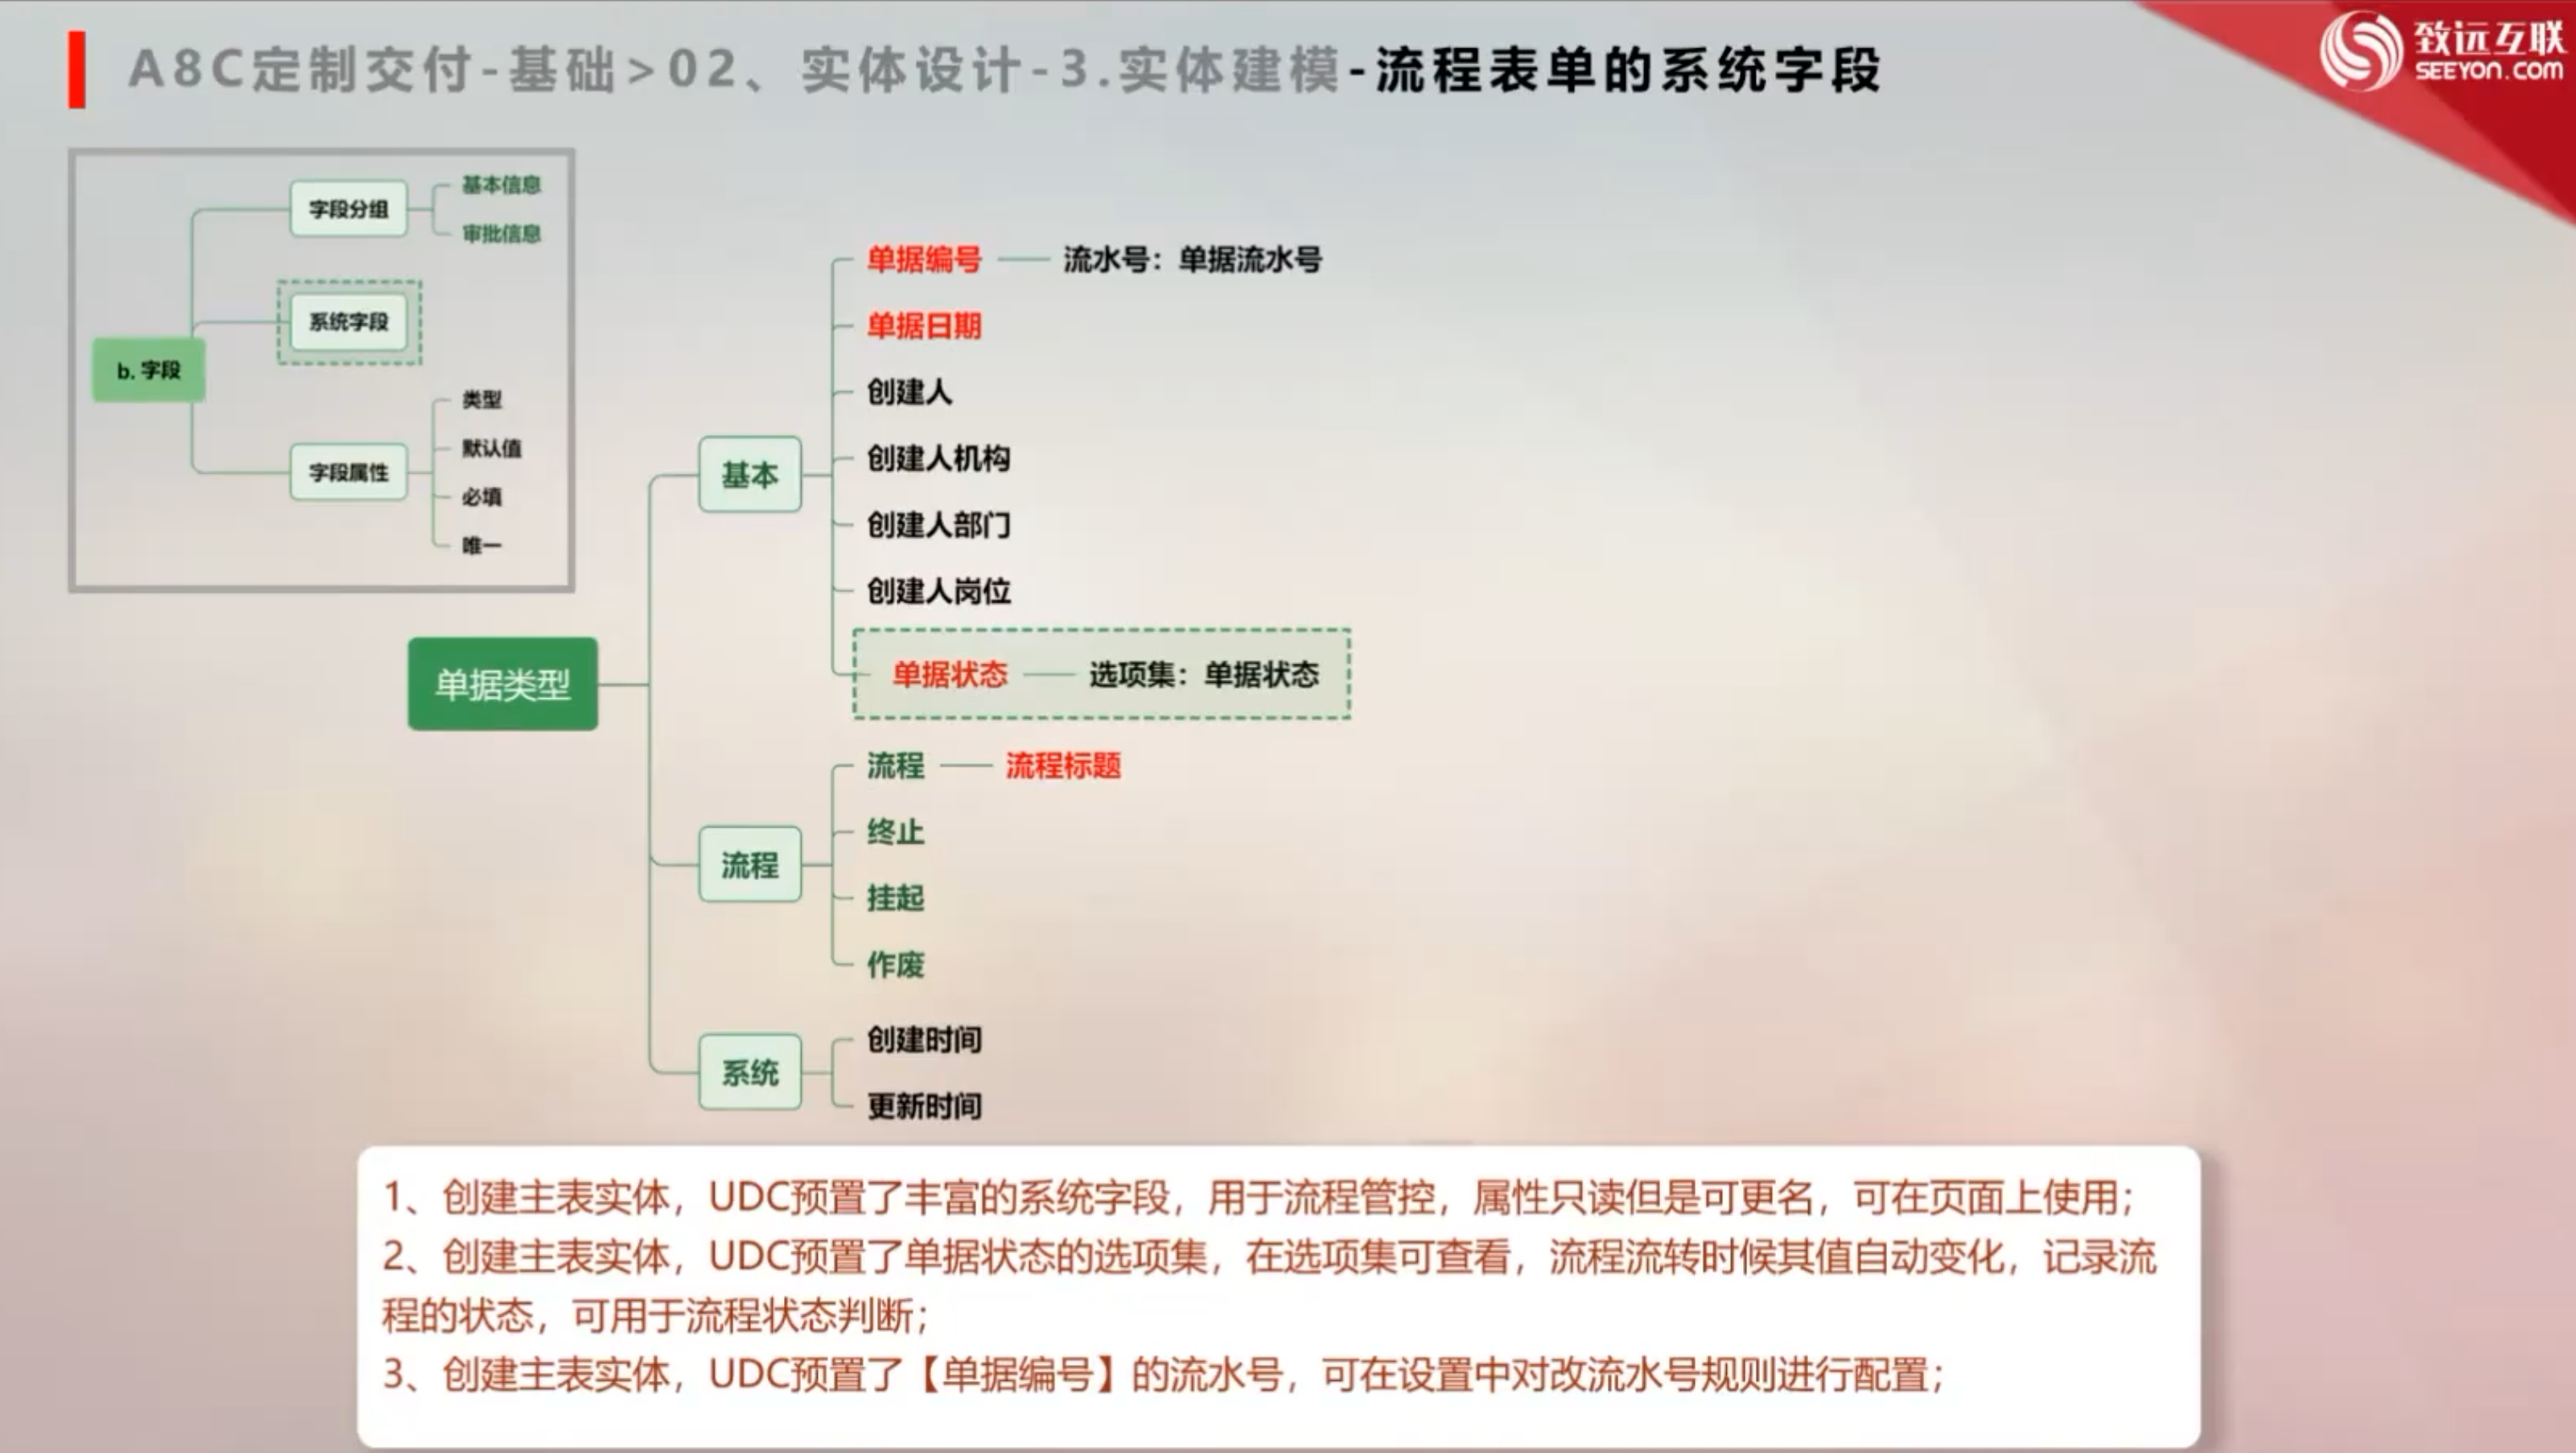 A8C定制交付-基础>02、实体设计-3.实体建模-流程表单的系统字段
致远互联
SEEYON.COM
b. 字段
字段分组
基本信息
审批信息
系统字段
字段属性
类型
默认值
必填
唯一
单据类型
基本
单据编号
流水号：单据流水号
单据日期
创建人
创建人机构
创建人部门
创建人岗位
单据状态
选项集：单据状态
流程
流程
流程标题
终止
挂起
作废
系统
创建时间
更新时间
1、创建主表实体，UDC预置了丰富的系统字段，用于流程管控，属性只读但是可更名，可在页面上使用；
2、创建主表实体，UDC预置了单据状态的选项集，在选项集可查看，流程流转时候其值自动变化，记录流
程的状态，可用于流程状态判断；
3、创建主表实体，UDC预置了【单据编号】的流水号，可在设置中对改流水号规则进行配置；